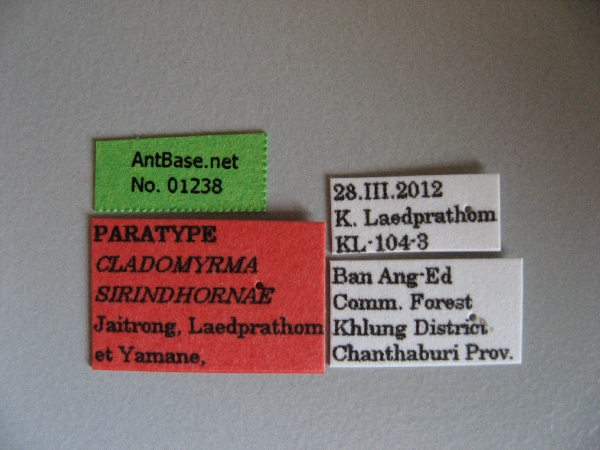 AntBase.net
No. 01238
PARATYPE
CLADOMYRMA
SIRINDHORNAE
Jaitrong, Laedprathom
et Yamane,
28.III.2012
K. Laedprathom
KL-104-3
Ban Ang-Ed
Comm. Forest
Khlung District
Chanthaburi Prov.